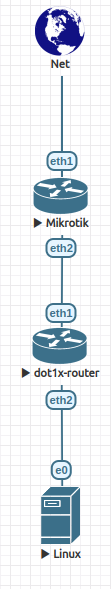 Net
eth1
Mikrotik
eth2
eth1
dot1x-router
eth2
e0
Linux